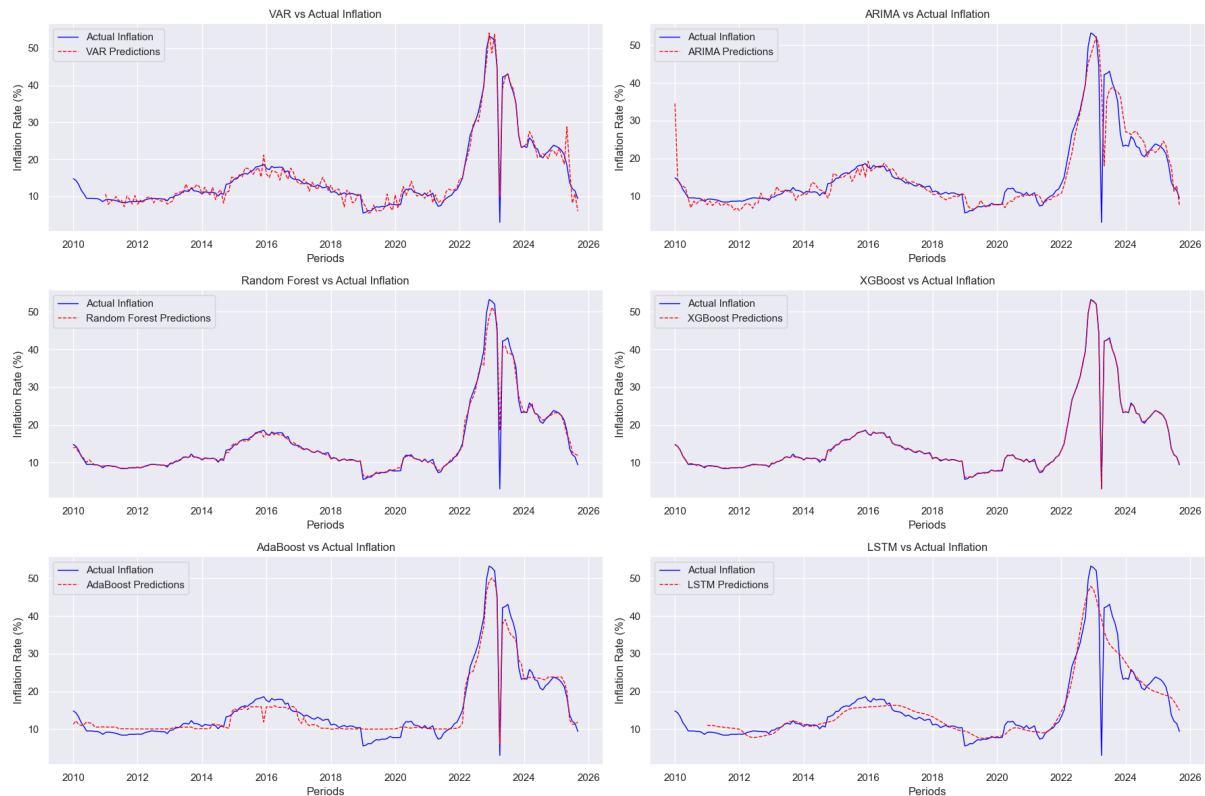 VAR vs Actual Inflation
Actual Inflation
VAR Predictions
Inflation Rate (%)
50
40
30
20
10
2010 2012 2014 2016 2018 2020 2022 2024 2026
Periods
ARIMA vs Actual Inflation
Actual Inflation
ARIMA Predictions
Inflation Rate (%)
50
40
30
20
10
2010 2012 2014 2016 2018 2020 2022 2024 2026
Periods
Random Forest vs Actual Inflation
Actual Inflation
Random Forest Predictions
Inflation Rate (%)
50
40
30
20
10
2010 2012 2014 2016 2018 2020 2022 2024 2026
Periods
XGBoost vs Actual Inflation
Actual Inflation
XGBoost Predictions
Inflation Rate (%)
50
40
30
20
10
2010 2012 2014 2016 2018 2020 2022 2024 2026
Periods
AdaBoost vs Actual Inflation
Actual Inflation
AdaBoost Predictions
Inflation Rate (%)
50
40
30
20
10
2010 2012 2014 2016 2018 2020 2022 2024 2026
Periods
LSTM vs Actual Inflation
Actual Inflation
LSTM Predictions
Inflation Rate (%)
50
40
30
20
10
2010 2012 2014 2016 2018 2020 2022 2024 2026
Periods